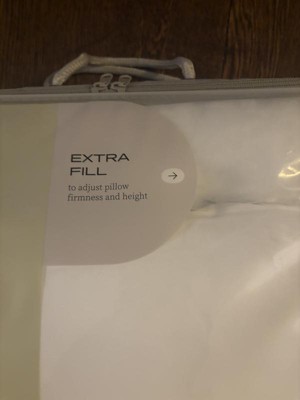 EXTRA
FILL
to adjust pillow
firmness and height